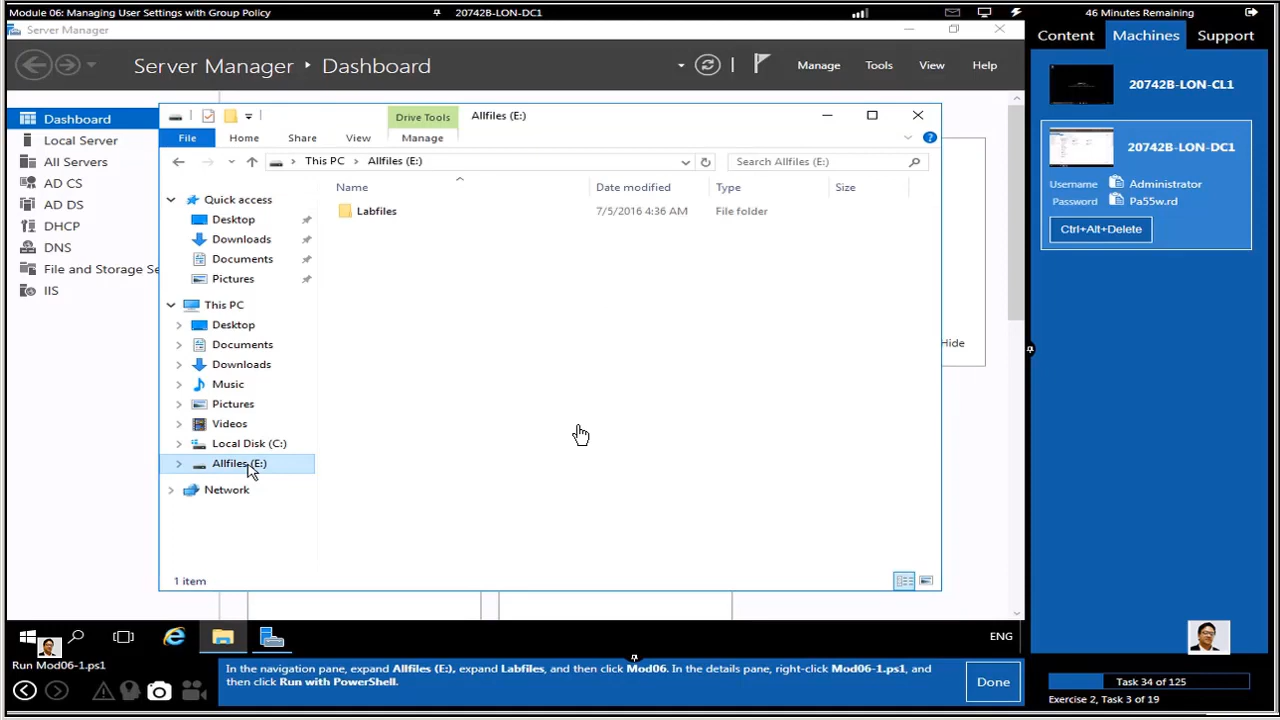 Module 06: Managing User Settings with Group Policy
20742B-LON-DC1
46 Minutes Remaining
Server Manager
Content
Machines
Support
Server Manager ‣ Dashboard
Manage
Tools
View
Help
20742B-LON-CL1
20742B-LON-DC1
Username
Administrator
Password
Pa55w.rd
Ctrl+Alt+Delete
Dashboard
Local Server
All Servers
AD CS
AD DS
DHCP
DNS
File and Storage Se
IIS
Drive Tools
Allfiles (E:)
File
Home
Share
View
Manage
This PC > Allfiles (E:)
Search Allfiles (E:)
Name
Date modified
Type
Size
Labfiles
7/5/2016 4:36 AM
File folder
Quick access
Desktop
Downloads
Documents
Pictures
This PC
Desktop
Documents
Downloads
Music
Pictures
Videos
Local Disk (C:)
Allfiles (E:)
Network
1 item
Hide
ENG
Run Mod06-1.ps1
In the navigation pane, expand Allfiles (E:), expand Labfiles, and then click Mod06. In the details pane, right-click Mod06-1.ps1, and
then click Run with PowerShell.
Done
Task 34 of 125
Exercise 2, Task 3 of 19